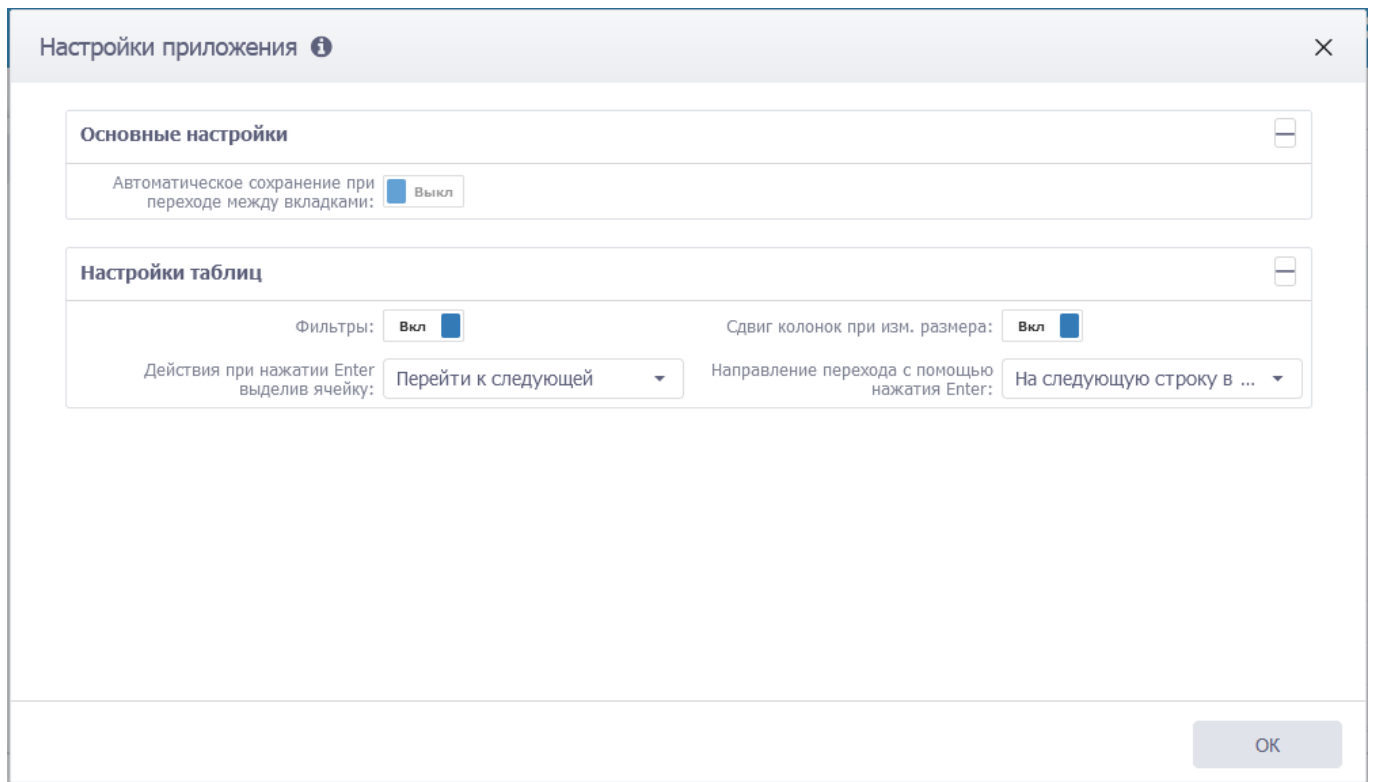 Настройки приложения
Основные настройки
Автоматическое сохранение при
переходе между вкладками:
Выкл
Настройки таблиц
Фильтры:
Вкл
Сдвиг колонок при изм. размера:
Вкл
Действия при нажатии Enter
выделив ячейку:
Перейти к следующей
Направление перехода с помощью
нажатия Enter:
На следующую строку в ...
ОК